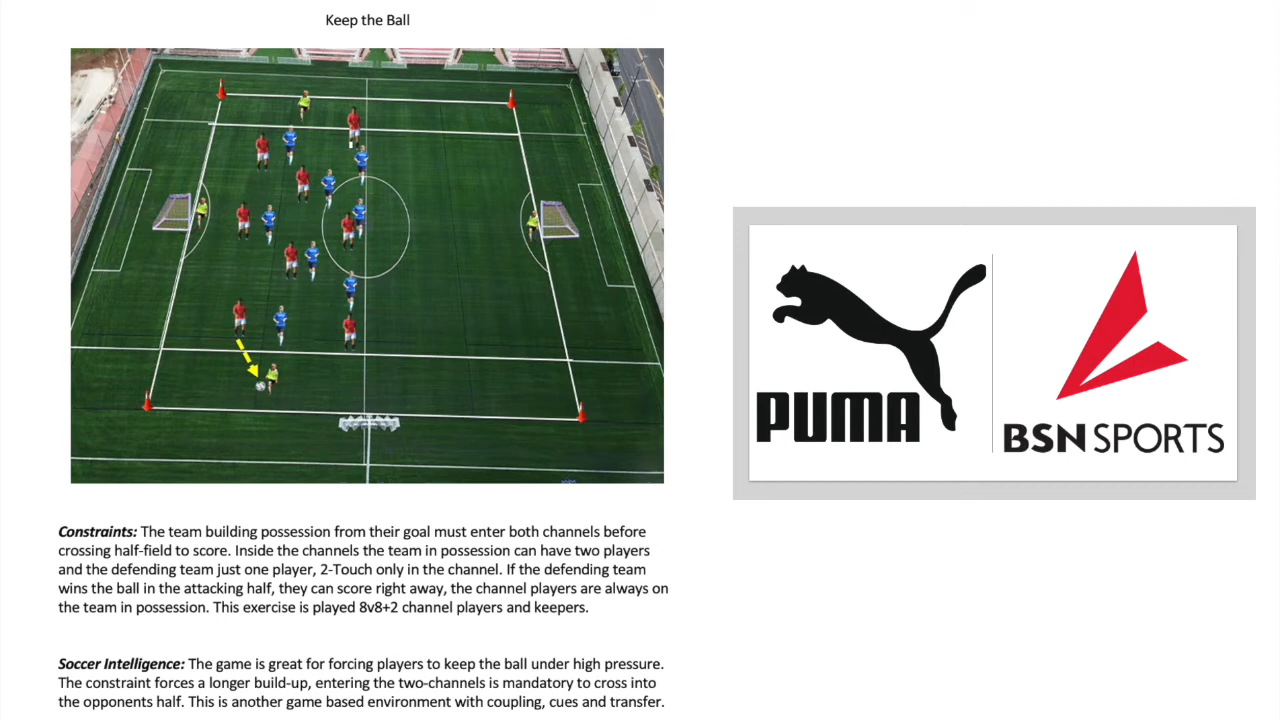 Keep the Ball
Constraints: The team building possession from their goal must enter both channels before
crossing half-field to score. Inside the channels the team in possession can have two players
and the defending team just one player, 2-Touch only in the channel. If the defending team
wins the ball in the attacking half, they can score right away, the channel players are always on
the team in possession. This exercise is played 8v8+2 channel players and keepers.
Soccer Intelligence: The game is great for forcing players to keep the ball under high pressure.
The constraint forces a longer build-up, entering the two-channels is mandatory to cross into
the opponents half. This is another game based environment with coupling, cues and transfer.
PUMA
BSN SPORTS